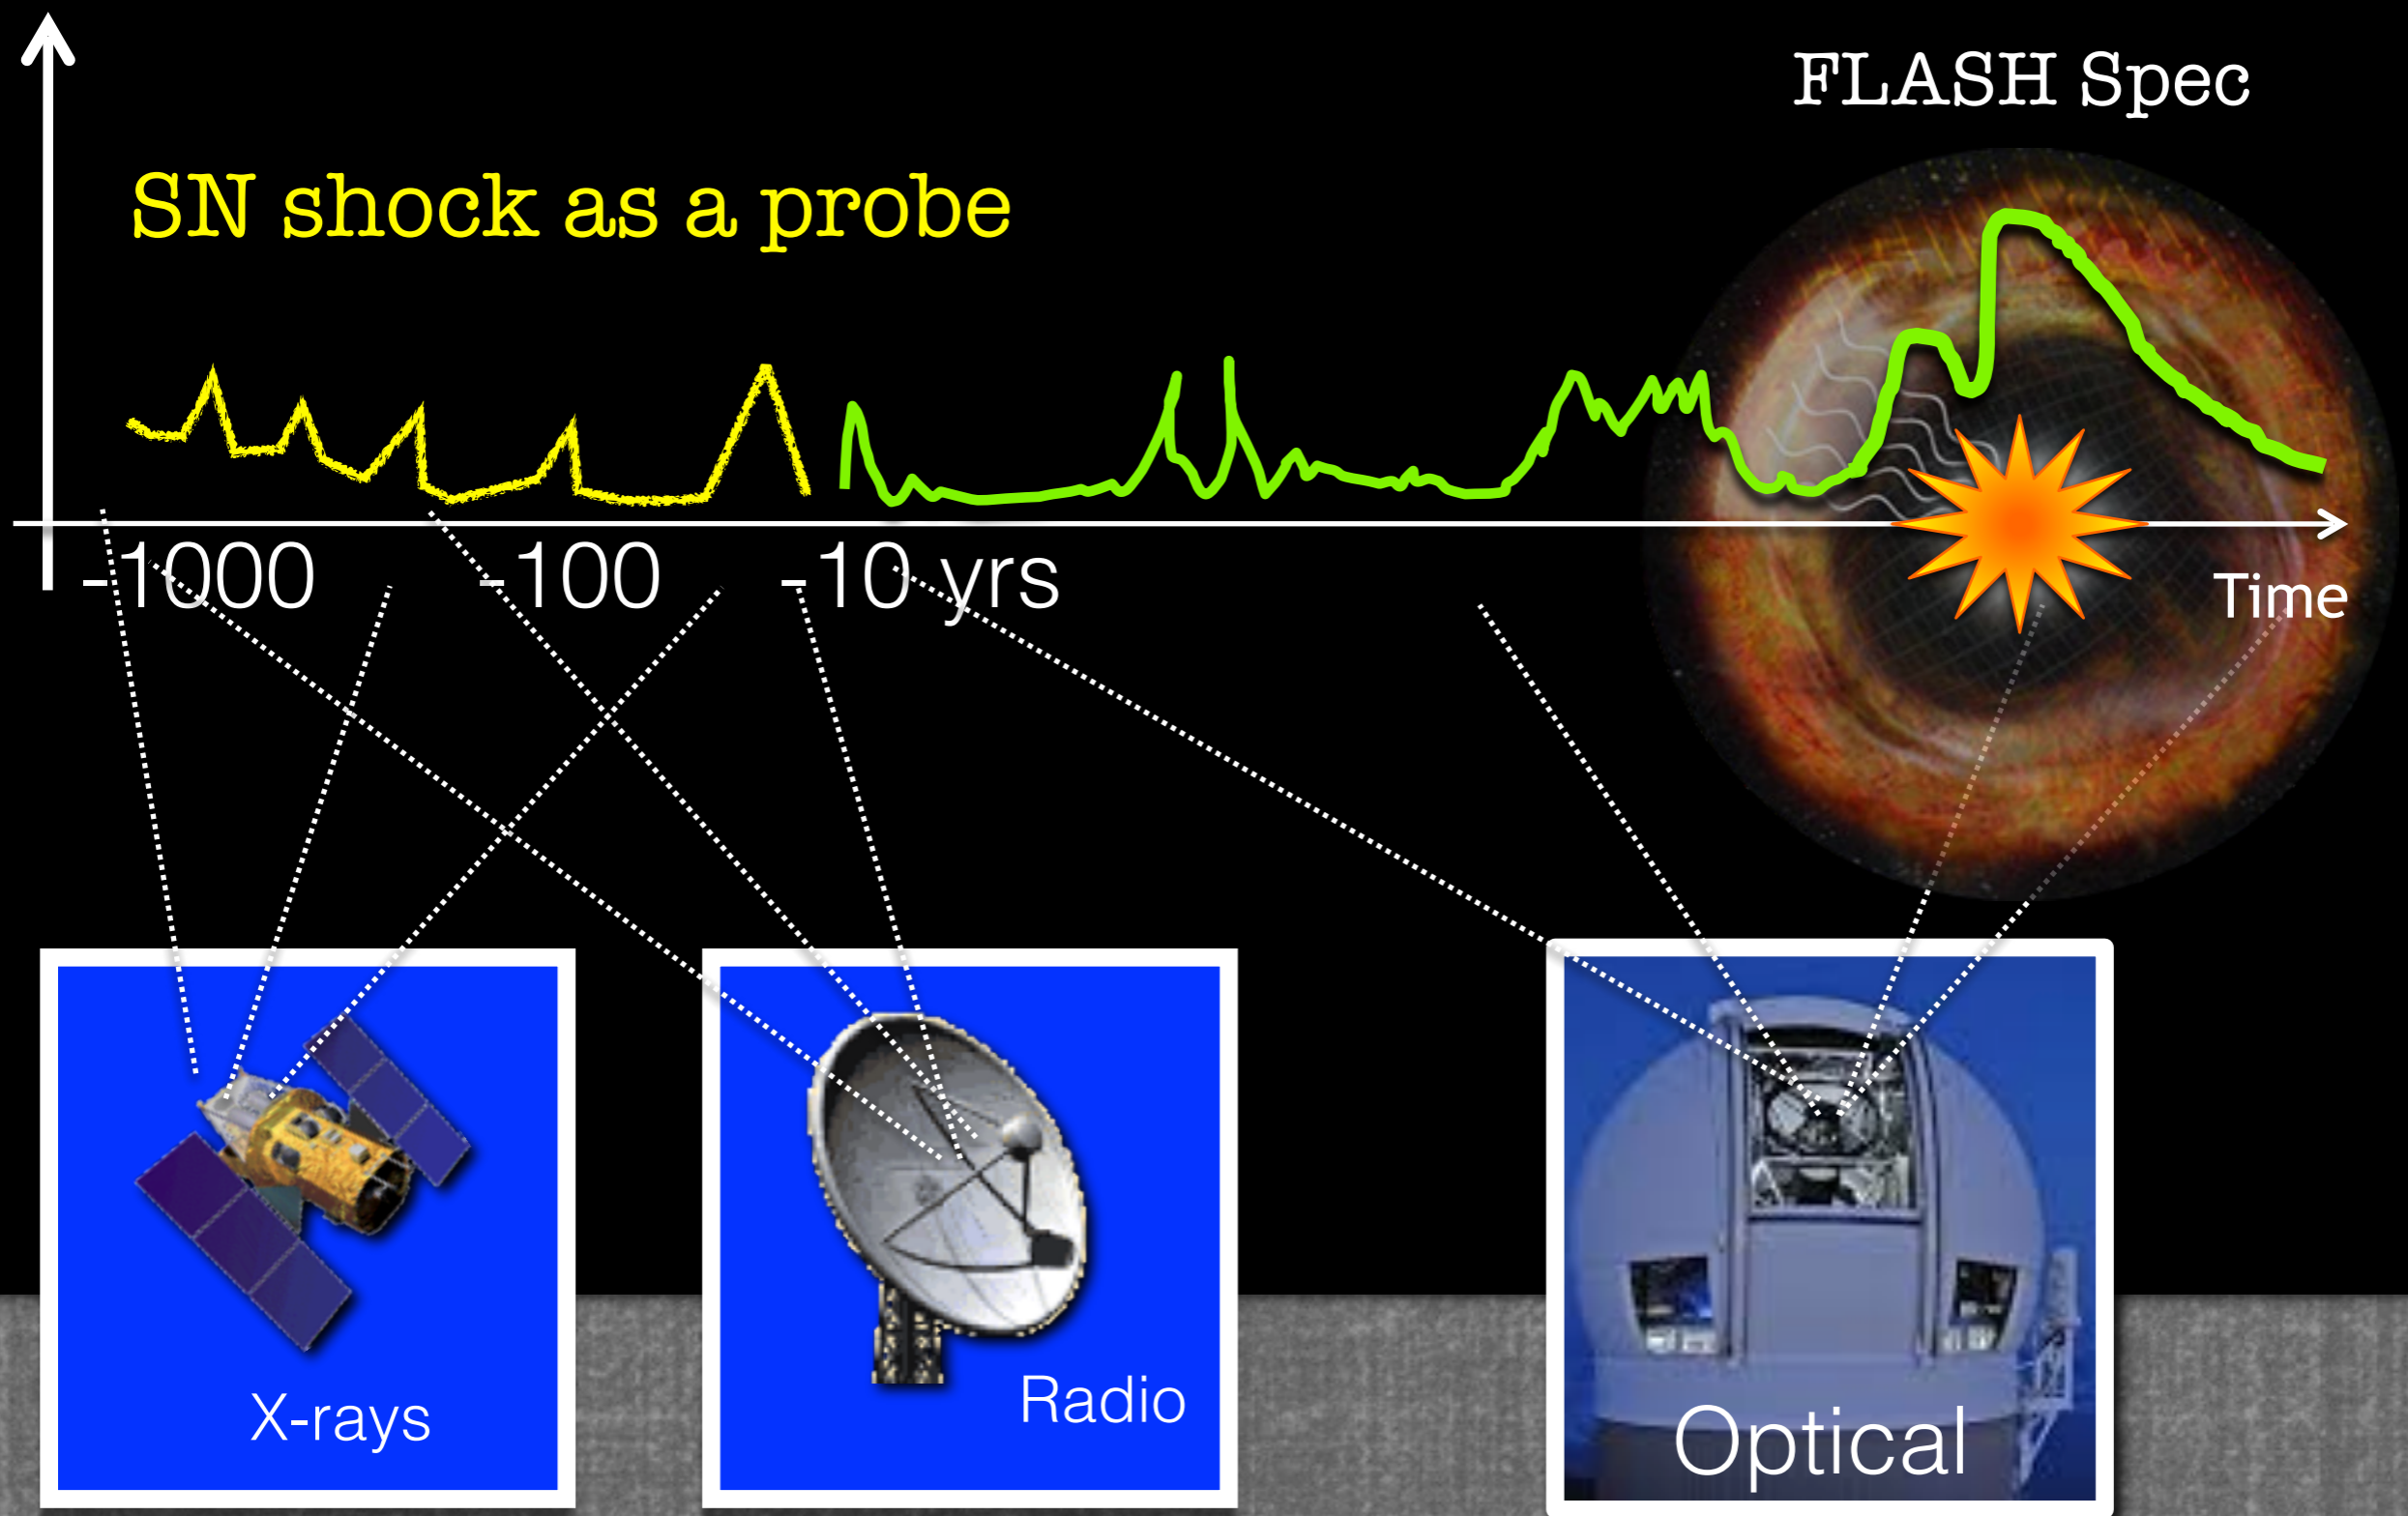 FLASH Spec
SN shock as a probe
-1000 -100 -10 yrs
Time
X-rays
Radio
Optical